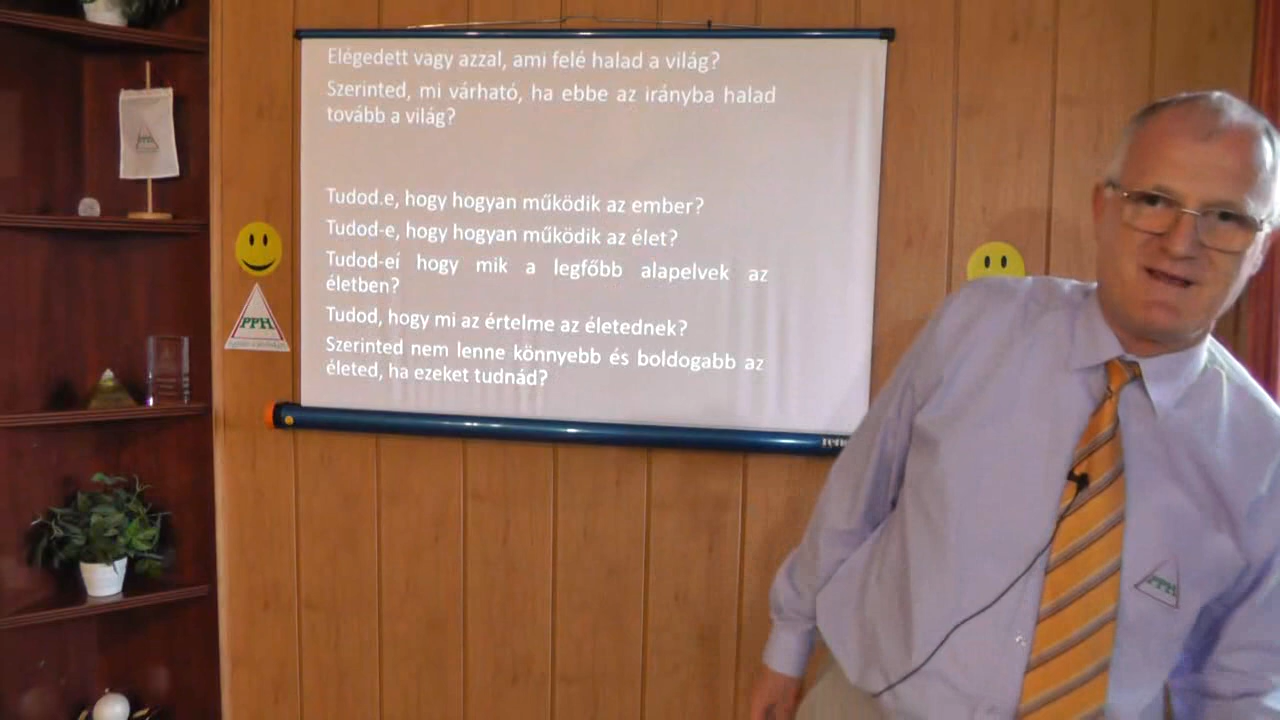 Elégedett vagy azzal, ami felé halad a világ?
Szerinted, mi várható, ha ebbe az irányba halad
tovább a világ?
Tudod.e, hogy hogyan működik az ember?
Tudod-e, hogy hogyan működik az élet?
Tudod-eí hogy mik a legfőbb alapelvek az
életben?
Tudod, hogy mi az értelme az életednek?
Szerinted nem lenne könnyebb és boldogabb az
életed, ha ezeket tudnád?
PPH
PPH
PPH